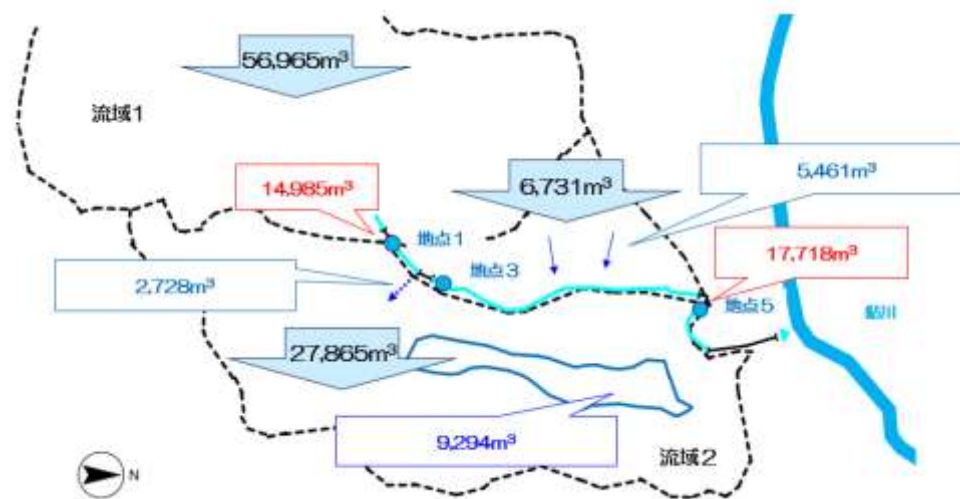 56,965m³
流域1
14,985m³
6,731m³
5,461m³
地点1
17,718m³
地点3
2,728m³
地点5
鮎川
27,865m³
9,294m³
流域2
N